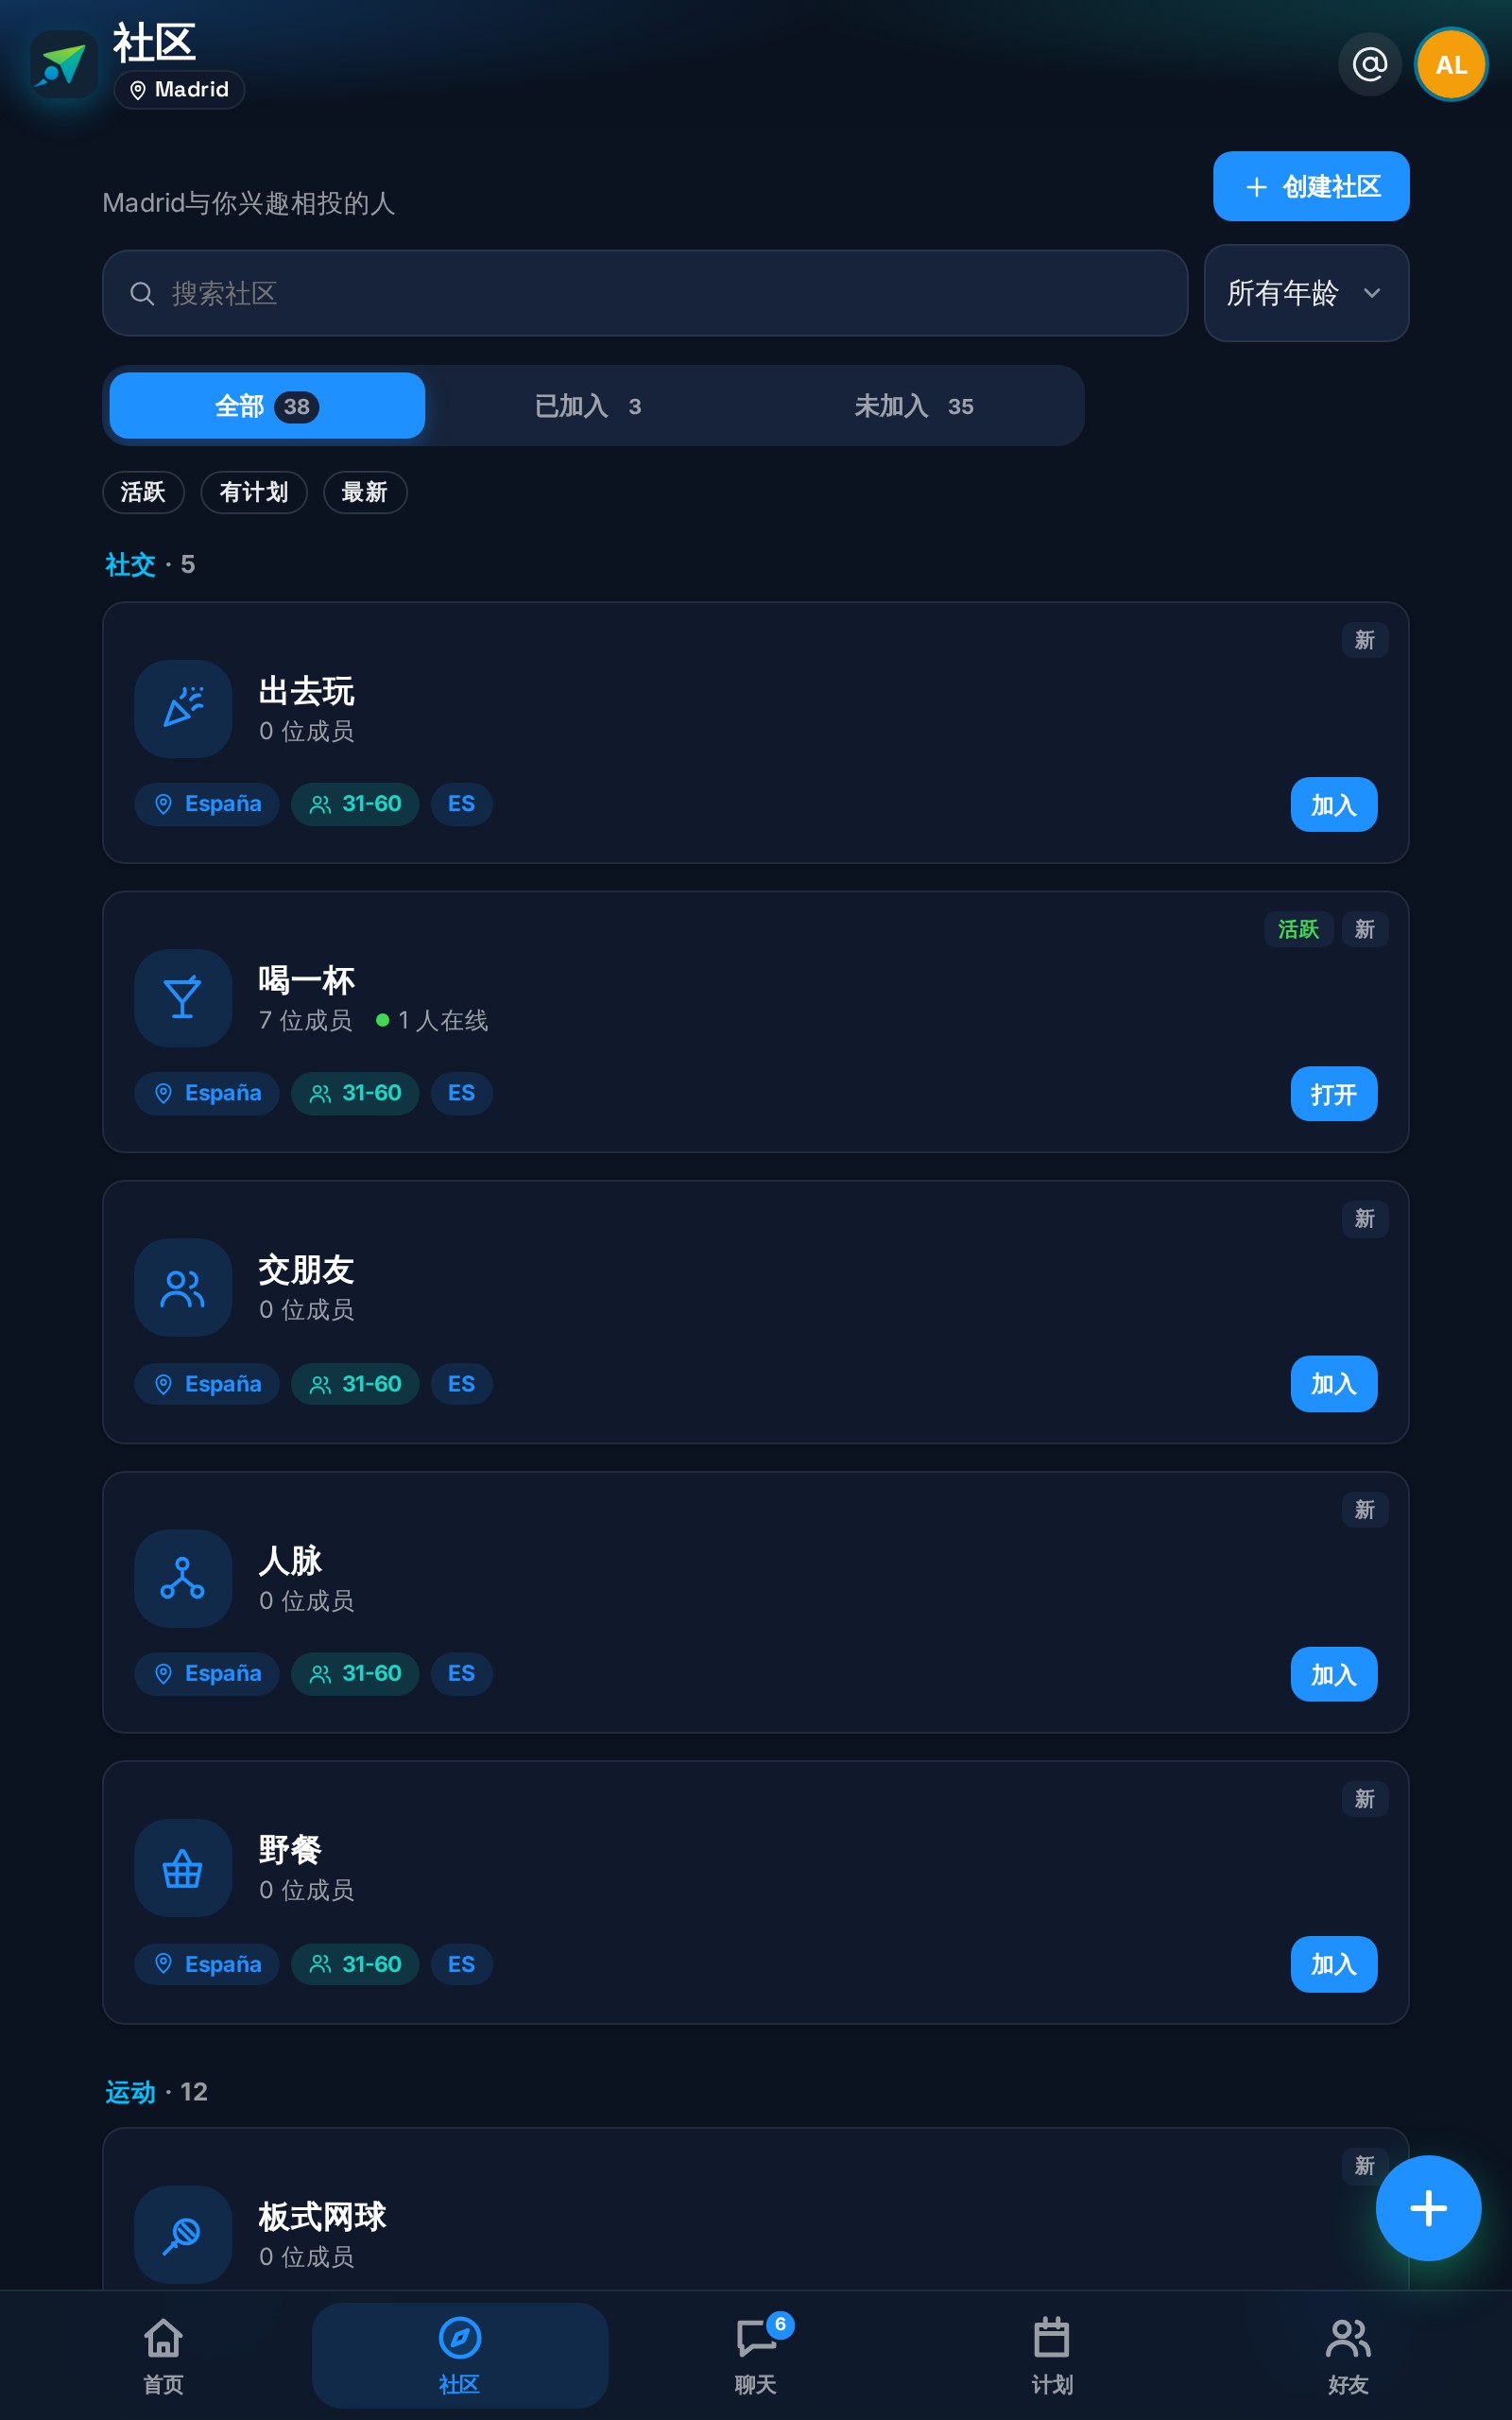 社区
Madrid
AL
Madrid与你兴趣相投的人
创建社区
搜索社区
所有年龄
全部 38
已加入 3
未加入 35
活跃
有计划
最新
社交 · 5
新
出去玩
0 位成员
España
31-60
ES
加入
活跃
新
喝一杯
7 位成员
1 人在线
España
31-60
ES
打开
新
交朋友
0 位成员
España
31-60
ES
加入
新
人脉
0 位成员
España
31-60
ES
加入
新
野餐
0 位成员
España
31-60
ES
加入
运动 · 12
新
板式网球
0 位成员
首页
社区
6
聊天
计划
好友